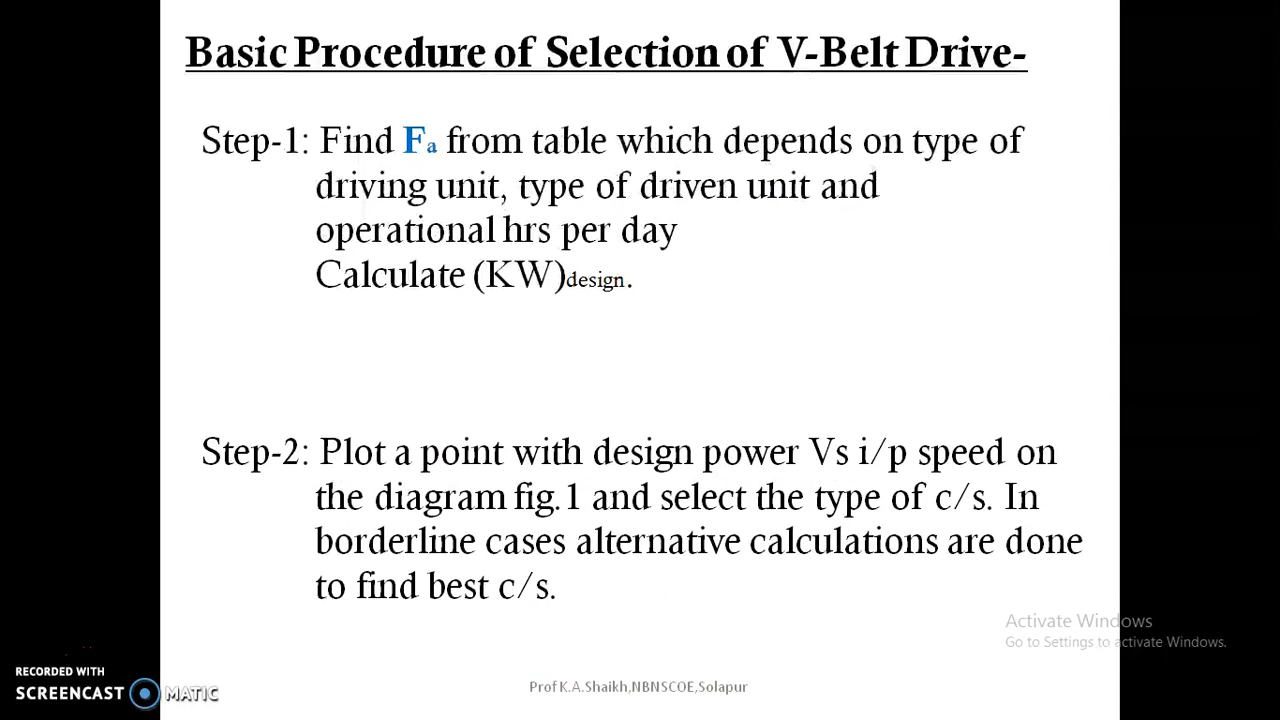 Basic Procedure of Selection of V-Belt Drive-
Step-1: Find Fa from table which depends on type of
driving unit, type of driven unit and
operational hrs per day
Calculate (KW)design.
Step-2: Plot a point with design power Vs i/p speed on
the diagram fig.1 and select the type of c/s. In
borderline cases alternative calculations are done
to find best c/s.
Activate Windows
Go to Settings to activate Windows.
RECORDED WITH
SCREENCAST MATIC
Prof K.A.Shaikh,NBNSCOE,Solapur